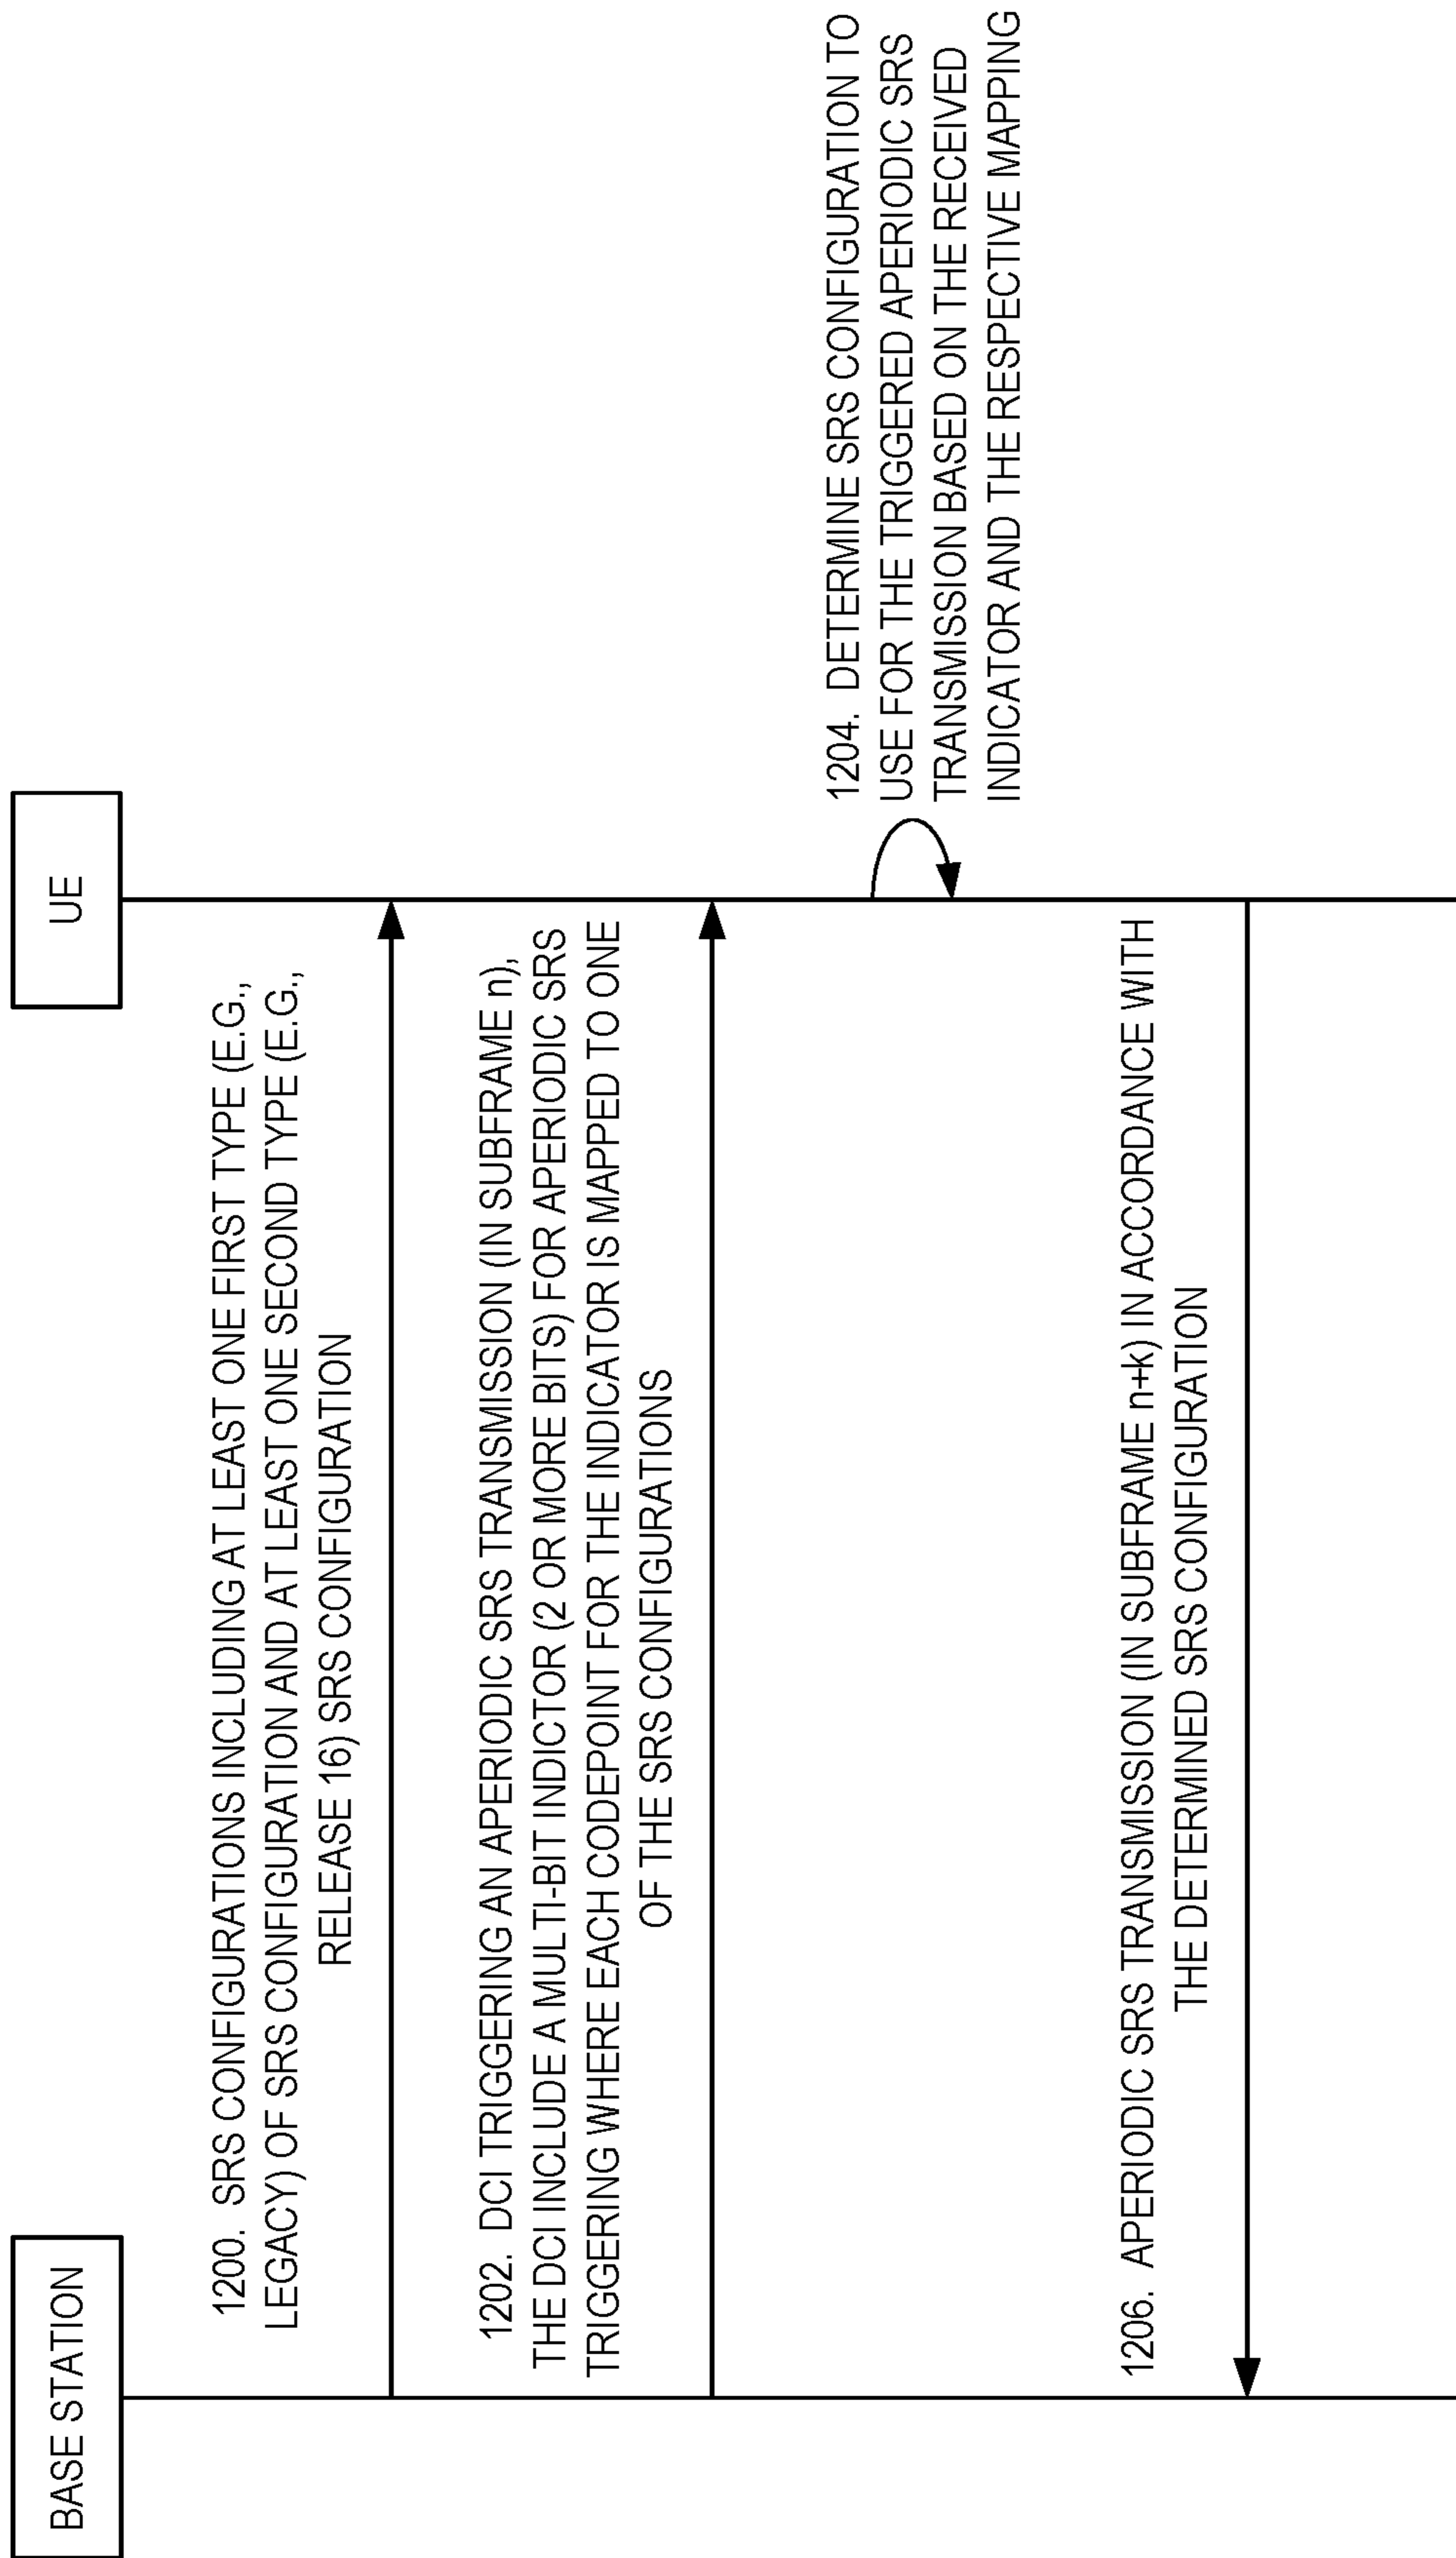 BASE STATION
UE
1200. SRS CONFIGURATIONS INCLUDING AT LEAST ONE FIRST TYPE (E.G.,
LEGACY) OF SRS CONFIGURATION AND AT LEAST ONE SECOND TYPE (E.G.,
RELEASE 16) SRS CONFIGURATION
1202. DCI TRIGGERING AN APERIODIC SRS TRANSMISSION (IN SUBFRAME n),
THE DCI INCLUDE A MULTI-BIT INDICTOR (2 OR MORE BITS) FOR APERIODIC SRS
TRIGGERING WHERE EACH CODEPOINT FOR THE INDICATOR IS MAPPED TO ONE
OF THE SRS CONFIGURATIONS
1204. DETERMINE SRS CONFIGURATION TO
USE FOR THE TRIGGERED APERIODIC SRS
TRANSMISSION BASED ON THE RECEIVED
INDICATOR AND THE RESPECTIVE MAPPING
1206. APERIODIC SRS TRANSMISSION (IN SUBFRAME n+k) IN ACCORDANCE WITH
THE DETERMINED SRS CONFIGURATION